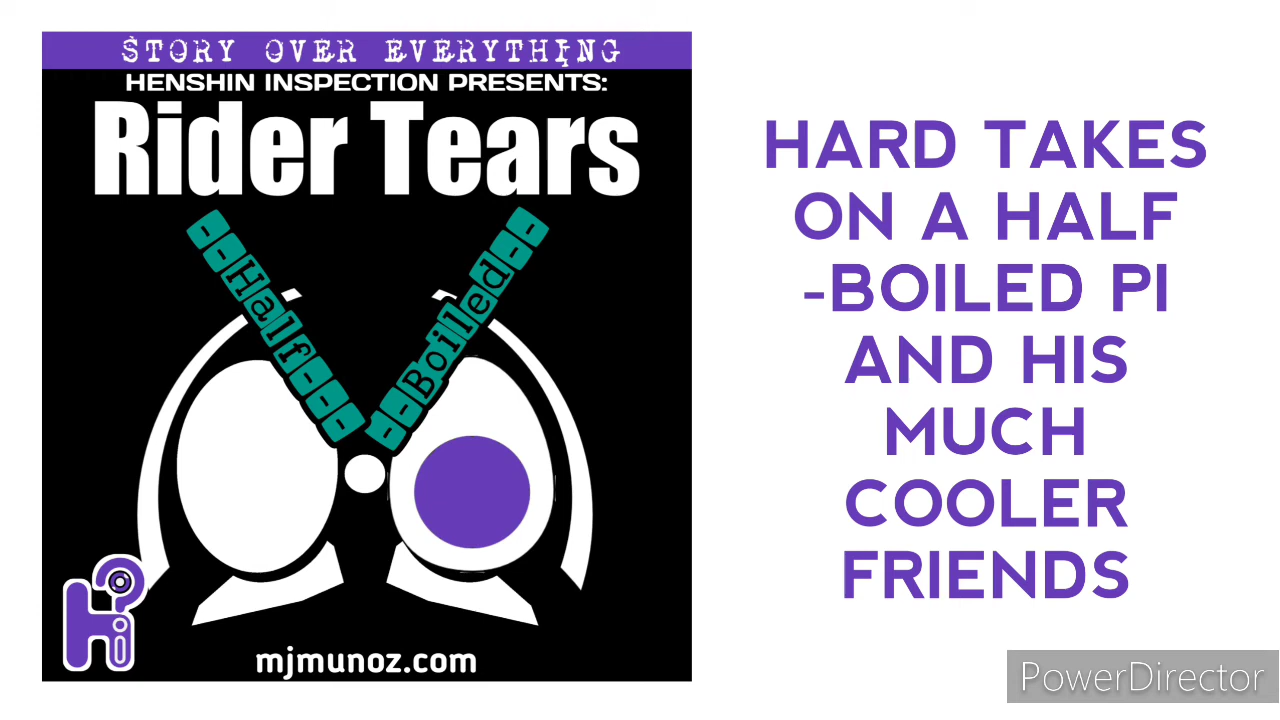 STORY OVER EVERYTHING
HENSHIN INSPECTION PRESENTS:
Rider Tears
--Half---
--Boiled--
Hi
mjmunoz.com
HARD TAKES
ON A HALF
-BOILED PI
AND HIS
MUCH
COOLER
FRIENDS
PowerDirector